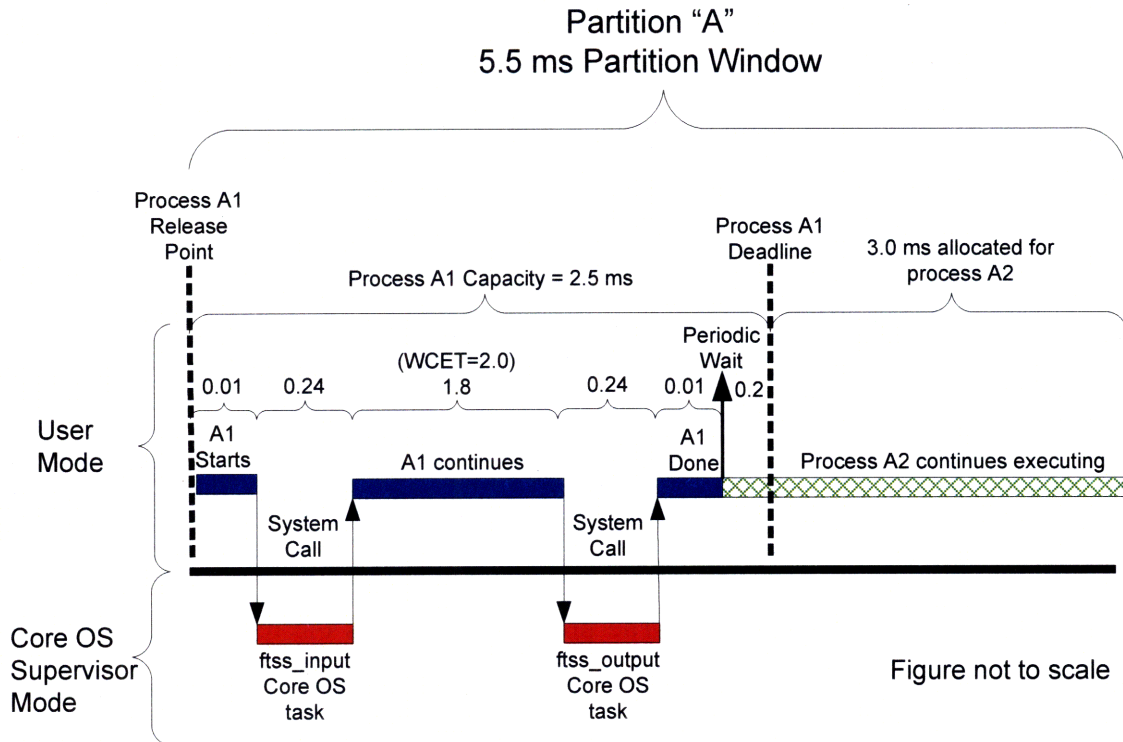 Partition “A”
5.5 ms Partition Window
Process A1
Release
Point
Process A1
Deadline
3.0 ms allocated for
process A2
Process A1 Capacity = 2.5 ms
Periodic
Wait
(WCET=2.0)
0.01
0.24
1.8
0.24
0.01
0.2
User
Mode
A1
Starts
A1 continues
A1
Done
Process A2 continues executing
System
Call
System
Call
Core OS
Supervisor
Mode
ftss_input
Core OS
task
ftss_output
Core OS
task
Figure not to scale